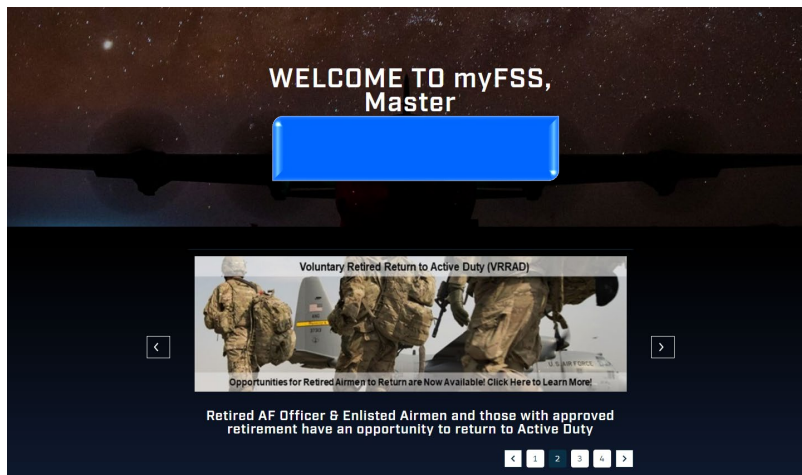 WELCOME TO myFSS,
Master
Voluntary Retired Return to Active Duty (VRRAD)
U.S. AIR FORCE
Opportunities for Retired Airmen to Return are Now Available! Click Here to Learn More!
Retired AF Officer & Enlisted Airmen and those with approved
retirement have an opportunity to return to Active Duty
< 1 2 3 4 >